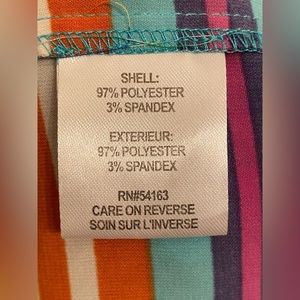 SHELL:
97% POLYESTER
3% SPANDEX
EXTERIEUR:
97% POLYESTER
3% SPANDEX
RN#54163
CARE ON REVERSE
SOIN SUR L'INVERSE